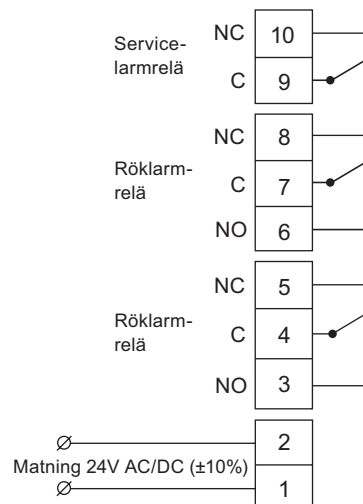 Service-
larmrelä
NC 10
C 9
Röklarm-
relä
NC 8
C 7
NO 6
Röklarm-
relä
NC 5
C 4
NO 3
2
Matning 24V AC/DC (±10%)
1